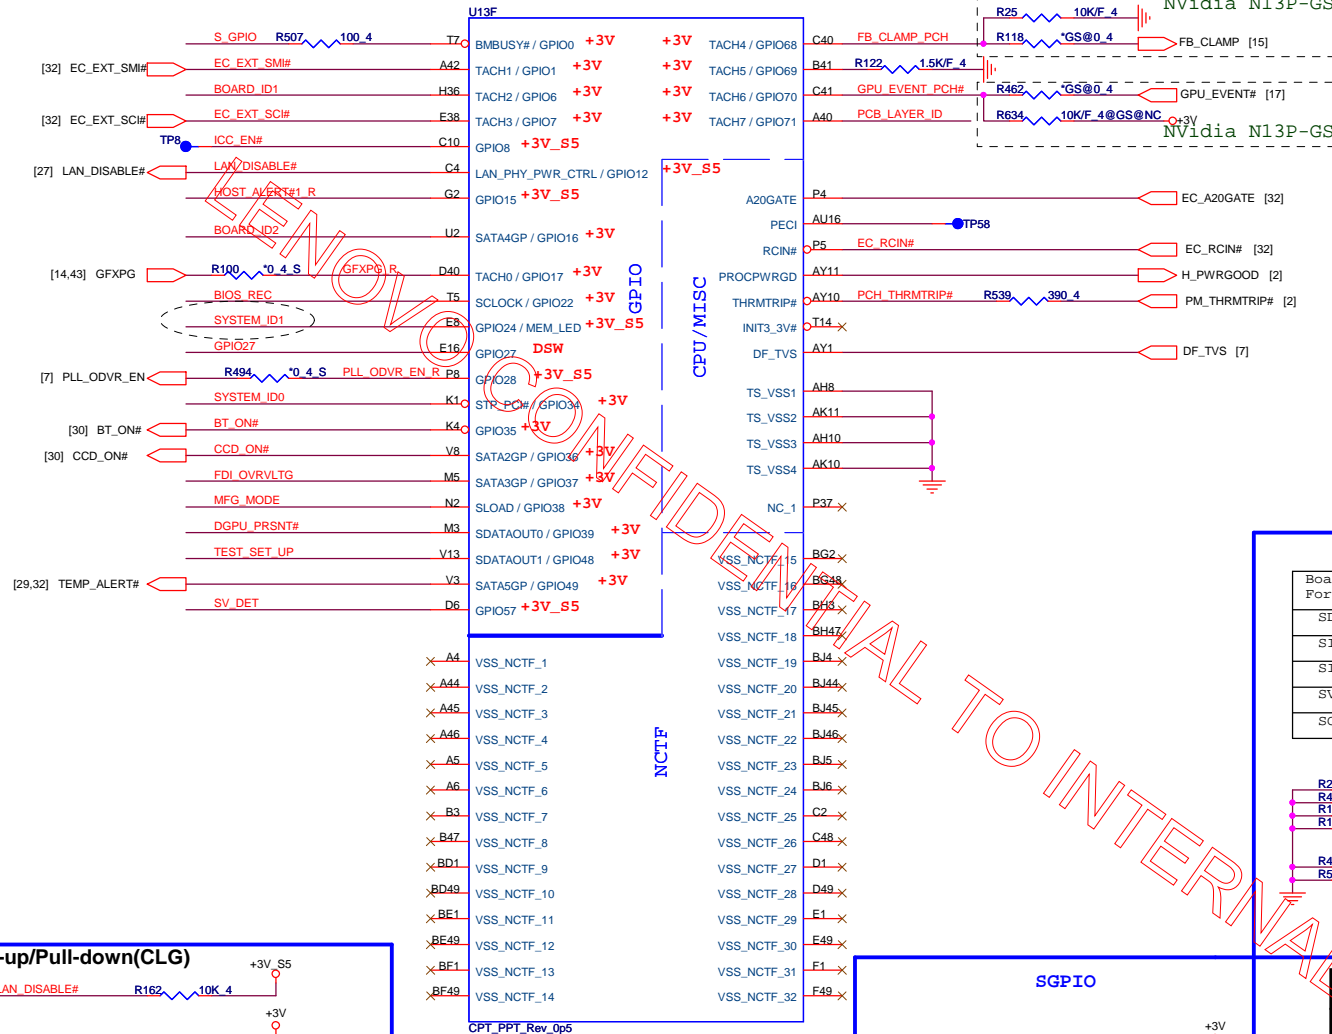 U13F
S_GPIO R507 100_4 T7 BMBUSY# / GPIO0 +3V
[32] EC_EXT_SMI# EC_EXT_SMI# A42 TACH1 / GPIO1 +3V
BOARD_ID1 H36 TACH2 / GPIO6 +3V
[32] EC_EXT_SCI# EC_EXT_SCI# E38 TACH3 / GPIO7 +3V
TP8 ICC_EN# C10 GPIO8 +3V_S5
[27] LAN_DISABLE# LAN_DISABLE# C4 LAN_PHY_PWR_CTRL / GPIO12 +3V_S5
HOST_ALERT#1_R G2 GPIO15 +3V_S5
BOARD_ID2 U2 SATA4GP / GPIO16 +3V
[14,43] GFXPG R100 *0_4_S GFXPG_R D40 TACH0 / GPIO17 +3V
BIOS_REC T5 SCLOCK / GPIO22 +3V
SYSTEM_ID1 E8 GPIO24 / MEM_LED +3V_S5
GPIO27 E16 GPIO27 DSW
[7] PLL_ODVR_EN R494 *0_4_S PLL_ODVR_EN_R P8 GPIO28 +3V_S5
SYSTEM_ID0 K1 STP_PCI# / GPIO34 +3V
[30] BT_ON# BT_ON# K4 GPIO35 +3V
[30] CCD_ON# CCD_ON# V8 SATA2GP / GPIO36 +3V
FDI_OVRVLTG M5 SATA3GP / GPIO37 +3V
MFG_MODE N2 SLOAD / GPIO38 +3V
DGPU_PRSNT# M3 SDATAOUT0 / GPIO39 +3V
TEST_SET_UP V13 SDATAOUT1 / GPIO48 +3V
[29,32] TEMP_ALERT# V3 SATA5GP / GPIO49 +3V
SV_DET D6 GPIO57 +3V_S5
A4 VSS_NCTF_1
A44 VSS_NCTF_2
A45 VSS_NCTF_3
A46 VSS_NCTF_4
A5 VSS_NCTF_5
A6 VSS_NCTF_6
B3 VSS_NCTF_7
B47 VSS_NCTF_8
BD1 VSS_NCTF_9
BD49 VSS_NCTF_10
BE1 VSS_NCTF_11
BE49 VSS_NCTF_12
BF1 VSS_NCTF_13
BF49 VSS_NCTF_14
CPT_PPT_Rev_0p5
GPIO
CPU/MISC
NCTF
Nvidia N13P-GS
R25 10K/F_4
+3V TACH4 / GPIO68 C40 FB_CLAMP_PCH R118 *GS@0_4 FB_CLAMP [15]
+3V TACH5 / GPIO69 B41 R122 1.5K/F_4
+3V TACH6 / GPIO70 C41 GPU_EVENT_PCH# R462 *GS@0_4 GPU_EVENT# [17]
+3V TACH7 / GPIO71 A40 PCB_LAYER_ID R634 10K/F_4@GS@NC +3V
Nvidia N13P-GS
A20GATE P4 EC_A20GATE [32]
PECI AU16 TP58
RCIN# P5 EC_RCIN# EC_RCIN# [32]
PROCPWRGD AY11 H_PWRGOOD [2]
THRMTRIP# AY10 PCH_THRMTRIP# R539 390_4 PM_THRMTRIP# [2]
INIT3_3V# T14
DF_TVS AY1 DF_TVS [7]
TS_VSS1 AH8
TS_VSS2 AK11
TS_VSS3 AH10
TS_VSS4 AK10
NC_1 P37
VSS_NCTF_15 BG2
VSS_NCTF_16 BG48
VSS_NCTF_17 BH3
VSS_NCTF_18 BH47
VSS_NCTF_19 BJ4
VSS_NCTF_20 BJ44
VSS_NCTF_21 BJ45
VSS_NCTF_22 BJ46
VSS_NCTF_23 BJ5
VSS_NCTF_24 BJ6
VSS_NCTF_25 C2
VSS_NCTF_26 C48
VSS_NCTF_27 D1
VSS_NCTF_28 D49
VSS_NCTF_29 E1
VSS_NCTF_30 E49
VSS_NCTF_31 F1
VSS_NCTF_32 F49
LENOVO CONFIDENTIAL TO INTERNAL
Boa
For
SGPIO
+3V
-up/Pull-down(CLG)
+3V_S5
LAN_DISABLE# R162 10K_4
+3V